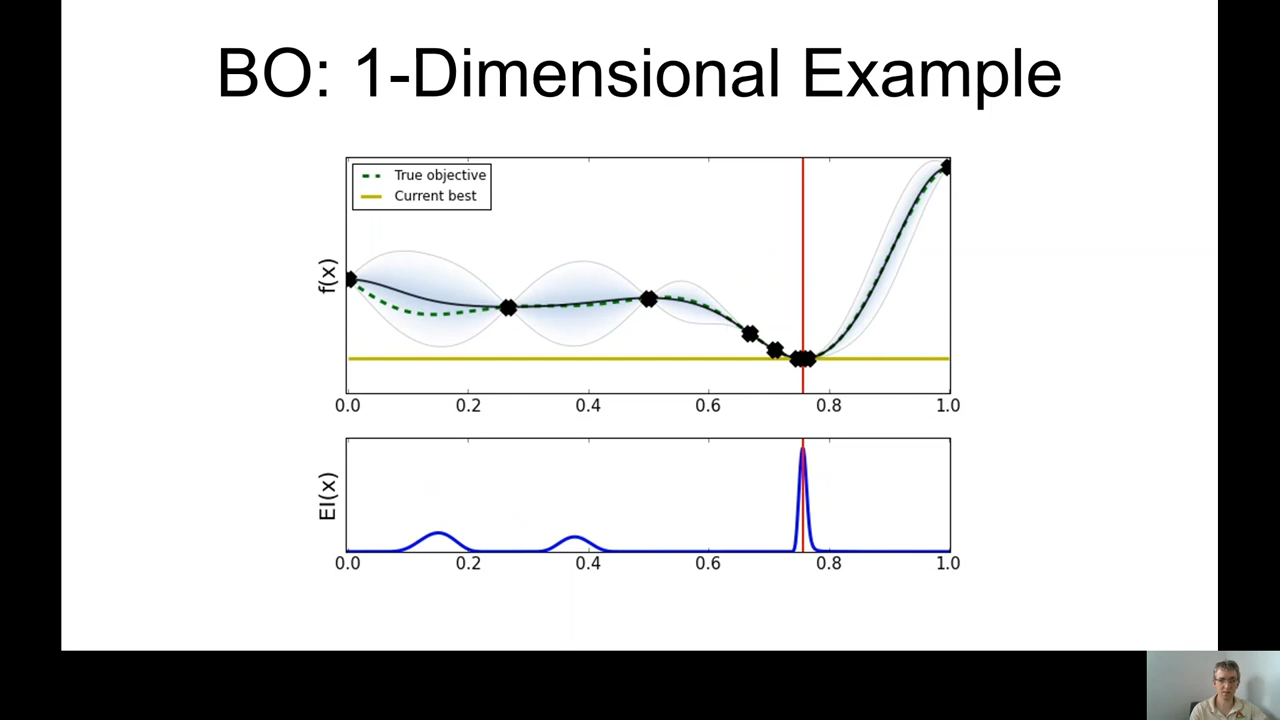 BO: 1-Dimensional Example
True objective
Current best
f(x)
0.0 0.2 0.4 0.6 0.8 1.0
EI(x)
0.0 0.2 0.4 0.6 0.8 1.0